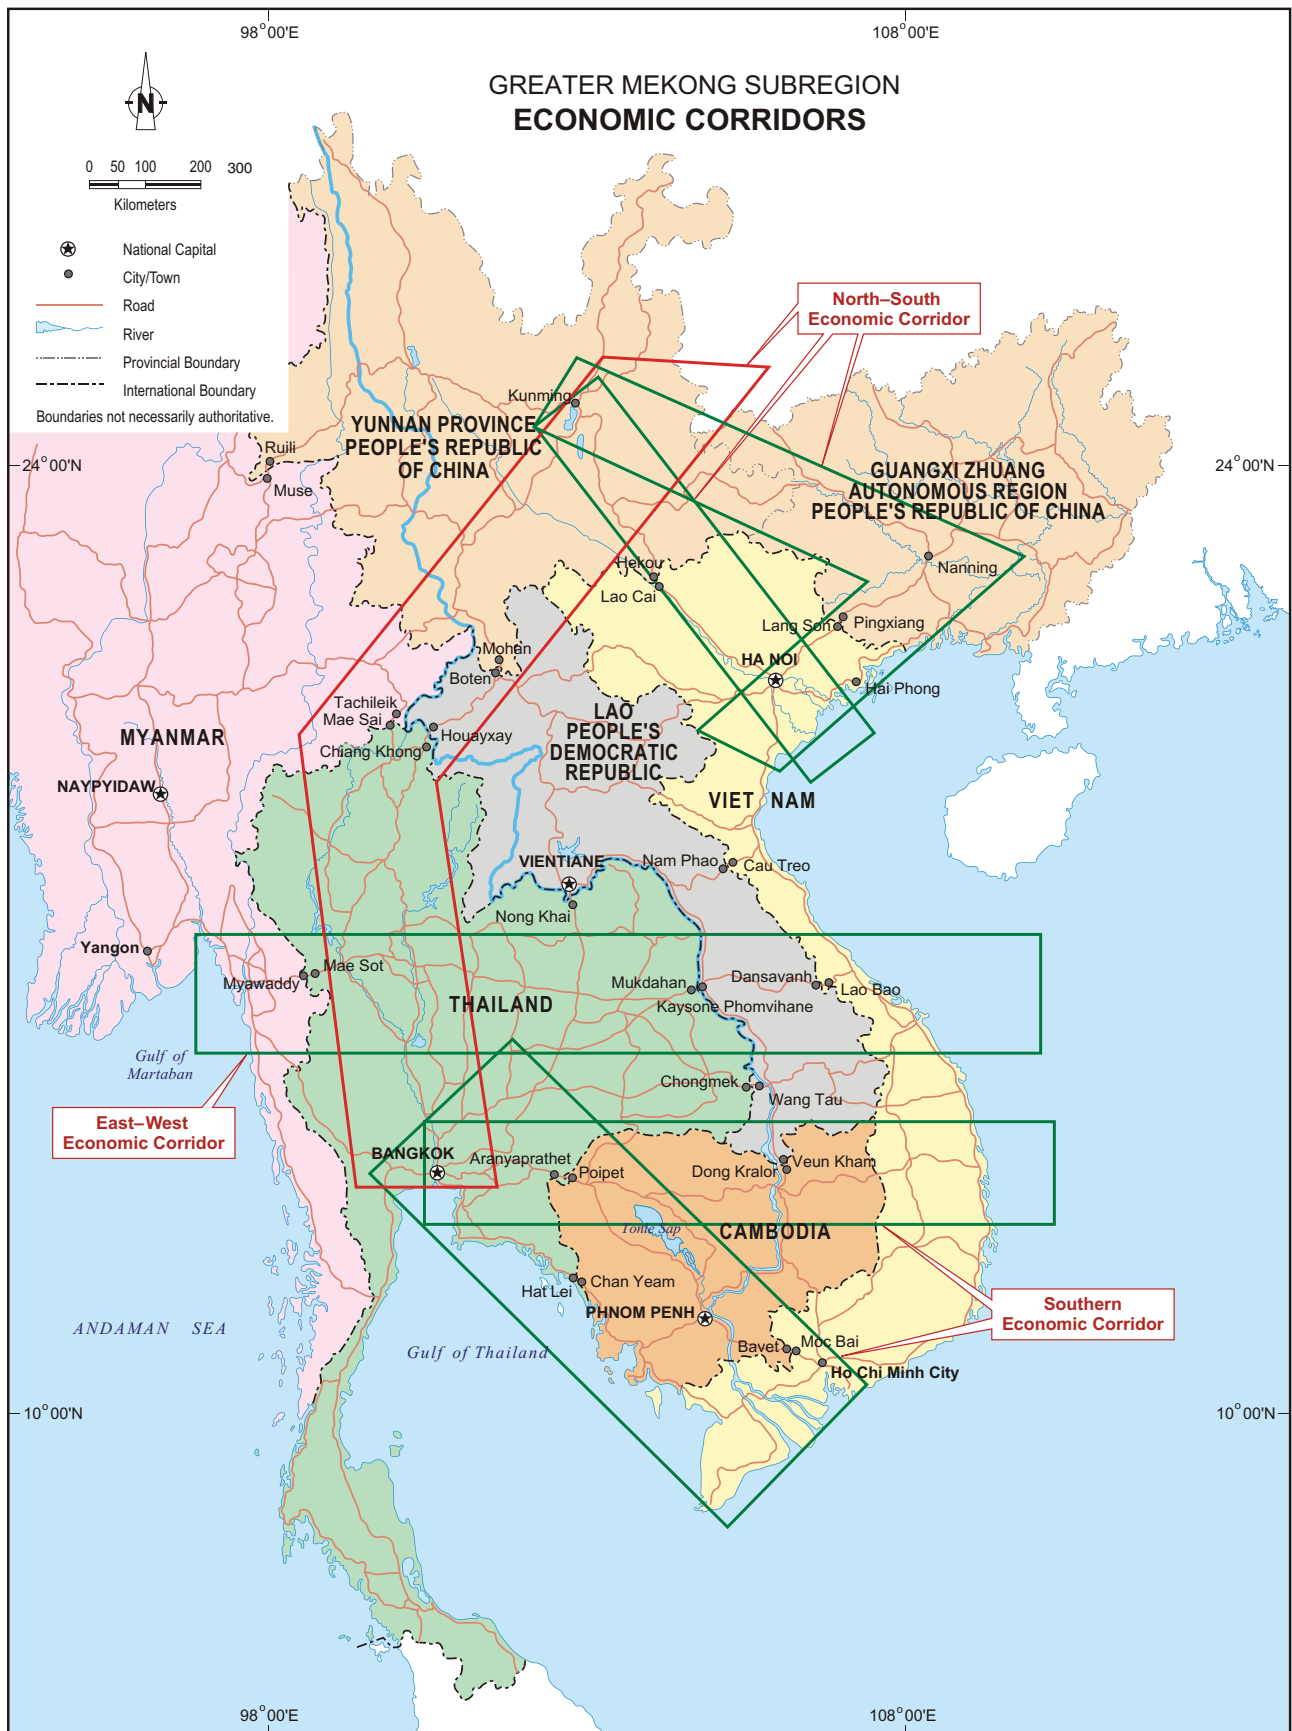 98°00'E
108°00'E
GREATER MEKONG SUBREGION
ECONOMIC CORRIDORS
N
0 50 100 200 300
Kilometers
National Capital
City/Town
Road
River
Provincial Boundary
International Boundary
Boundaries not necessarily authoritative.
North–South
Economic Corridor
Kunming
YUNNAN PROVINCE
PEOPLE'S REPUBLIC
OF CHINA
Ruili
24°00'N
24°00'N
Muse
GUANGXI ZHUANG
AUTONOMOUS REGION
PEOPLE'S REPUBLIC OF CHINA
Hekou
Nanning
Lao Cai
Lang Son
Pingxiang
Mohan
HA NOI
Boten
Hai Phong
Tachileik
Mae Sai
LAO
PEOPLE'S
DEMOCRATIC
REPUBLIC
MYANMAR
Houayxay
Chiang Khong
NAYPYIDAW
VIET NAM
VIENTIANE
Nam Phao
Cau Treo
Nong Khai
Yangon
Mae Sot
Myawaddy
Mukdahan
Dansavanh
Lao Bao
THAILAND
Kaysone Phomvihane
Gulf of
Martaban
Chongmek
Wang Tau
East–West
Economic Corridor
BANGKOK
Aranyaprathet
Poipet
Dong Kralor
Veun Kham
Tonle Sap
CAMBODIA
Hat Lei
Chan Yeam
PHNOM PENH
Southern
Economic Corridor
ANDAMAN SEA
Gulf of Thailand
Bavet
Moc Bai
Ho Chi Minh City
10°00'N
10°00'N
98°00'E
108°00'E